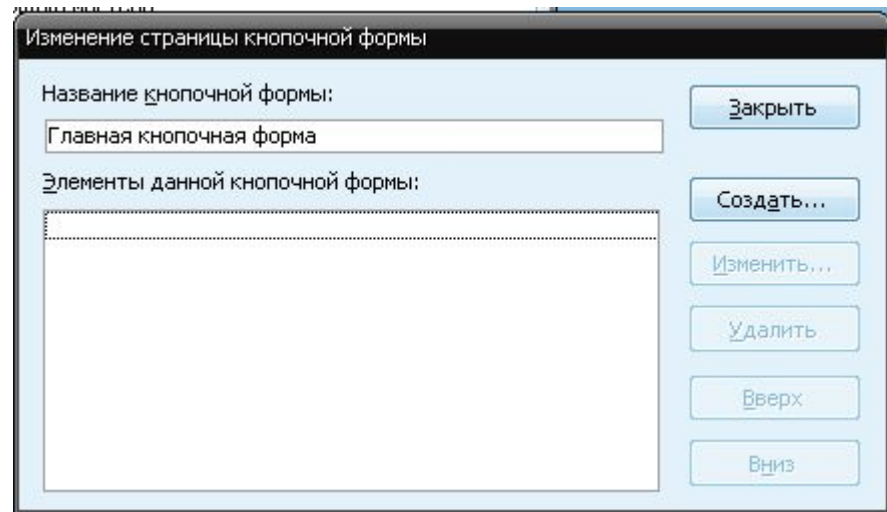 Изменение страницы кнопочной формы
Название кнопочной формы:
Закрыть
Главная кнопочная форма
Элементы данной кнопочной формы:
Создать...
Изменить...
Удалить
Вверх
Вниз